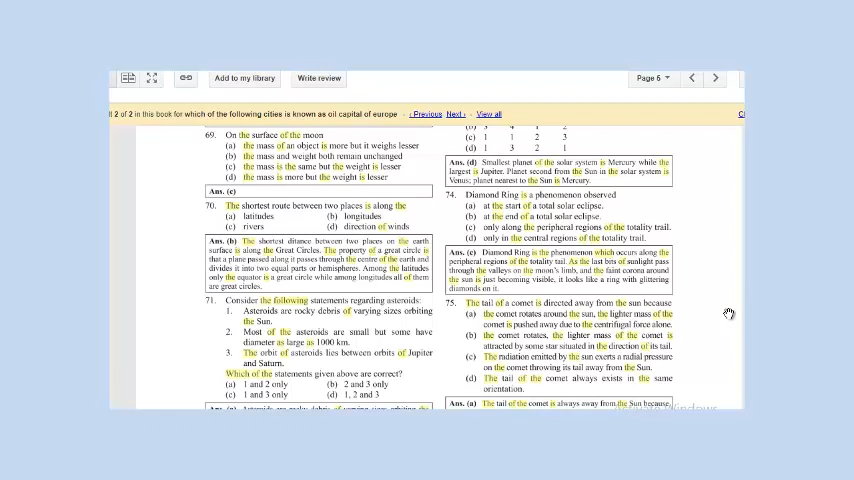 Add to my library
Write review
Page 6
lt 2 of 2 in this book for which of the following cities is known as oil capital of europe - ‹ Previous Next › - View all
69. On the surface of the moon
(a) the mass of an object is more but it weighs lesser
(b) the mass and weight both remain unchanged
(c) the mass is the same but the weight is lesser
(d) the mass is more but the weight is lesser
Ans. (c)
70. The shortest route between two places is along the
(a) latitudes (b) longitudes
(c) rivers (d) direction of winds
Ans. (b) The shortest ditance between two places on the earth
surface is along the Great Circles. The property of a great circle is
that a plane passed along it passes through the centre of the earth and
divides it into two equal parts or hemispheres. Among the latitudes
only the equator is a great circle while among longitudes all of them
are great circles.
71. Consider the following statements regarding asteroids:
1. Asteroids are rocky debris of varying sizes orbiting
the Sun.
2. Most of the asteroids are small but some have
diameter as large as 1000 km.
3. The orbit of asteroids lies between orbits of Jupiter
and Saturn.
Which of the statements given above are correct?
(a) 1 and 2 only (b) 2 and 3 only
(c) 1 and 3 only (d) 1, 2 and 3
Ans. (a) Asteroids are rocky debris of varying sizes orbiting the
(b) 3 4 1 2
(c) 1 1 2 3
(d) 1 3 2 1
Ans. (d) Smallest planet of the solar system is Mercury while the
largest is Jupiter. Planet second from the Sun in the solar system is
Venus; planet nearest to the Sun is Mercury.
74. Diamond Ring is a phenomenon observed
(a) at the start of a total solar eclipse.
(b) at the end of a total solar eclipse.
(c) only along the peripheral regions of the totality trail.
(d) only in the central regions of the totality trail.
Ans. (c) Diamond Ring is the phenomenon which occurs along the
peripheral regions of the totality tail. As the last bits of sunlight pass
through the valleys on the moon's limb, and the faint corona around
the sun is just becoming visible, it looks like a ring with glittering
diamonds on it.
75. The tail of a comet is directed away from the sun because
(a) the comet rotates around the sun, the lighter mass of the
comet is pushed away due to the centrifugal force alone.
(b) the comet rotates, the lighter mass of the comet is
attracted by some star situated in the direction of its tail.
(c) The radiation emitted by the sun exerts a radial pressure
on the comet throwing its tail away from the Sun.
(d) The tail of the comet always exists in the same
orientation.
Ans. (a) The tail of the comet is always away from the Sun because,
Activate Windows